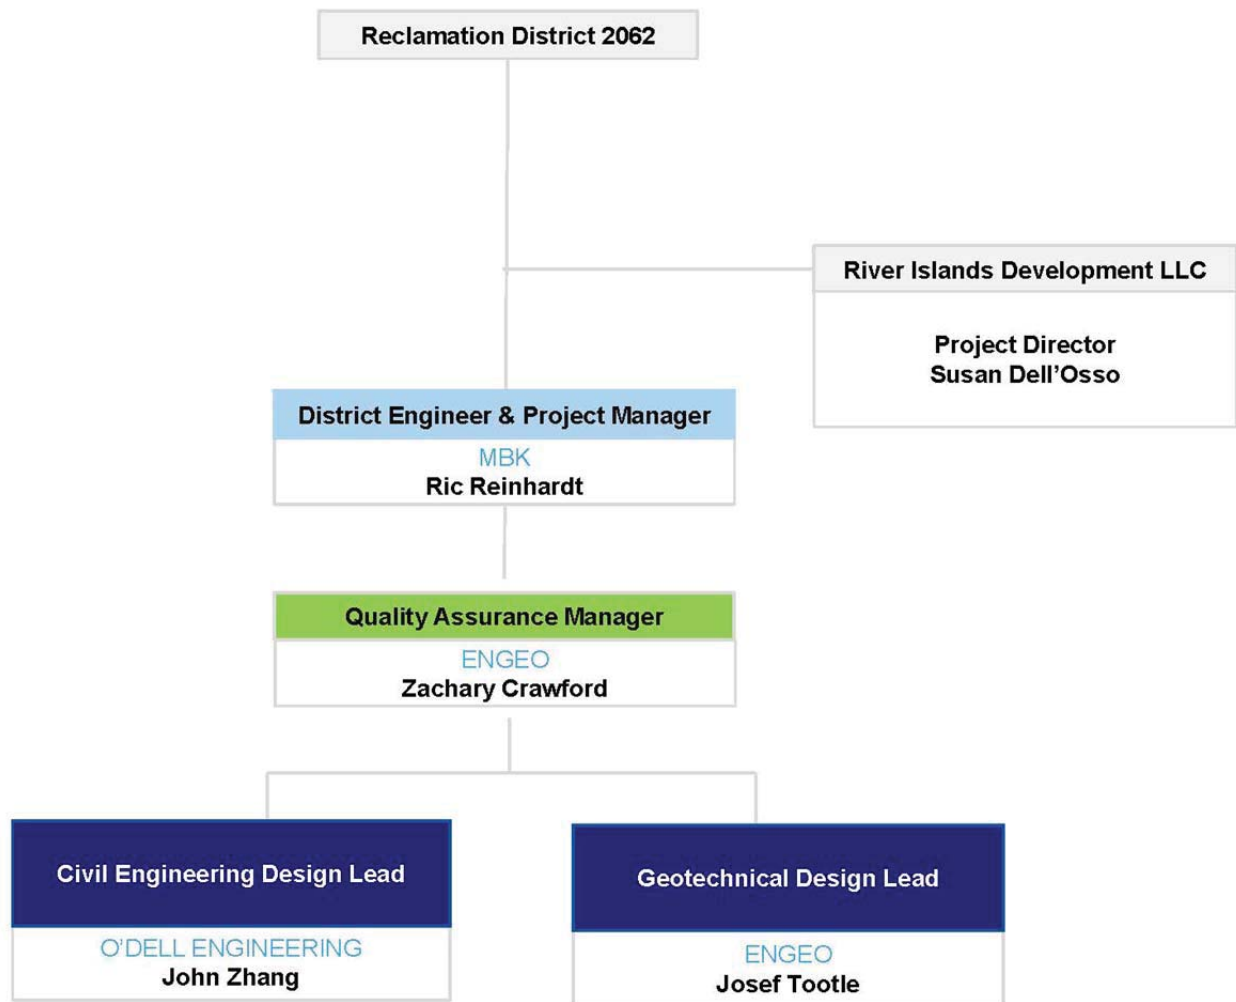 Reclamation District 2062
River Islands Development LLC
Project Director
Susan Dell’Osso
District Engineer & Project Manager
MBK
Ric Reinhardt
Quality Assurance Manager
ENGEO
Zachary Crawford
Civil Engineering Design Lead
O’DELL ENGINEERING
John Zhang
Geotechnical Design Lead
ENGEO
Josef Tootle